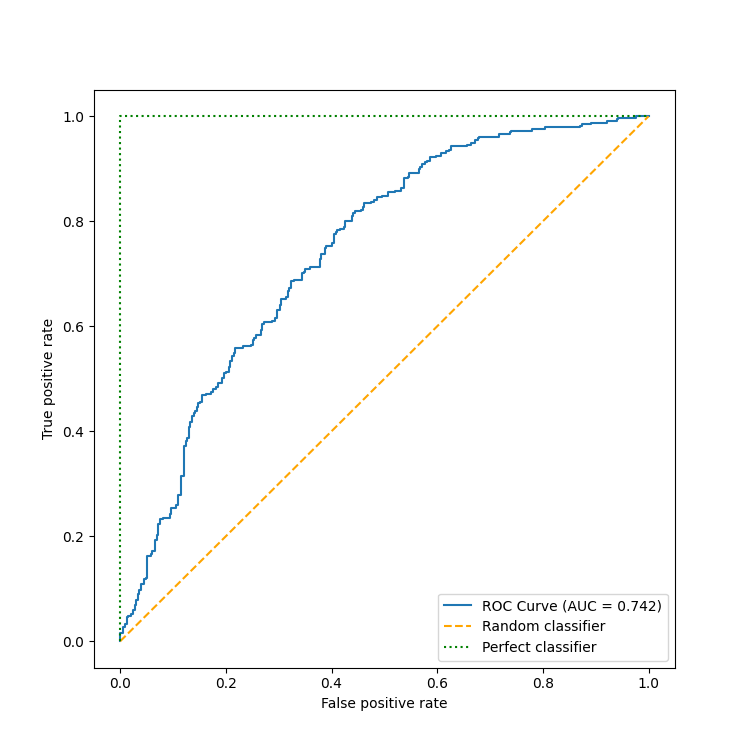 1.0
0.8
0.6
0.4
0.2
0.0
True positive rate
0.0 0.2 0.4 0.6 0.8 1.0
False positive rate
ROC Curve (AUC = 0.742)
Random classifier
Perfect classifier